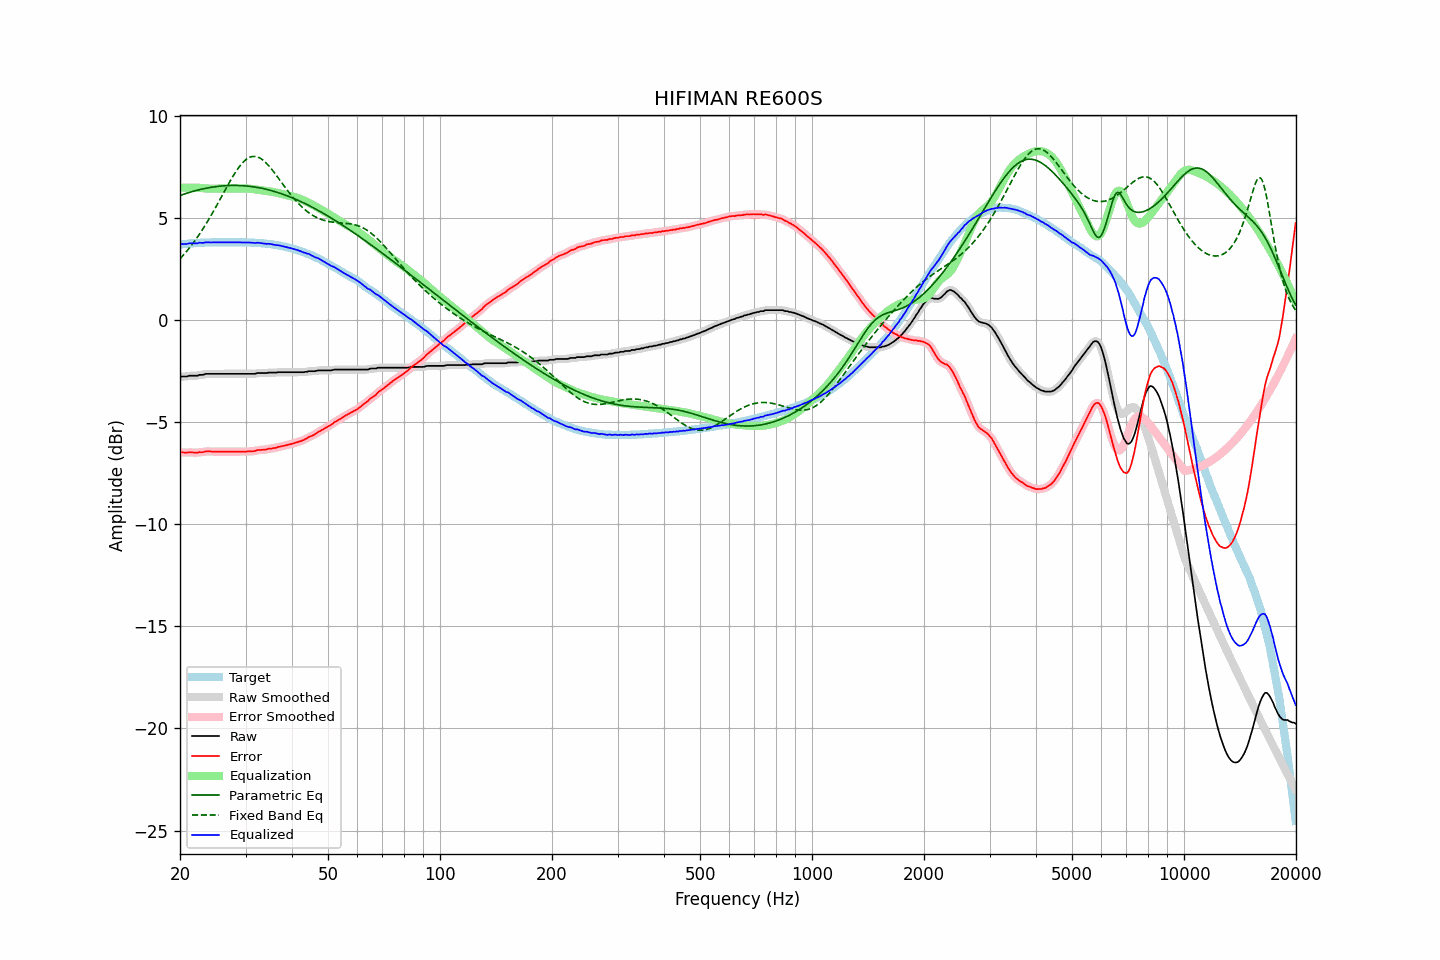 HIFIMAN RE600S
Amplitude (dBr)
10
5
0
−5
−10
−15
−20
−25
Target
Raw Smoothed
Error Smoothed
Raw
Error
Equalization
Parametric Eq
Fixed Band Eq
Equalized
20 50 100 200 500 1000 2000 5000 10000 20000
Frequency (Hz)